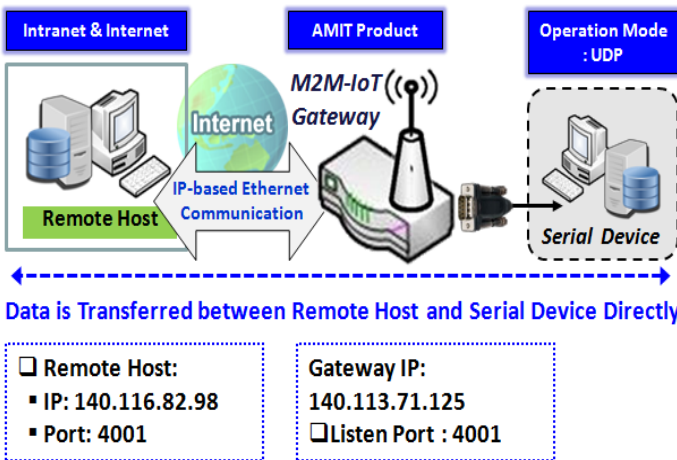 Intranet & Internet
AMIT Product
Operation Mode
: UDP
M2M-IoT
Gateway
Internet
IP-based Ethernet
Communication
Remote Host
Serial Device
Data is Transferred between Remote Host and Serial Device Directly
❑ Remote Host:
▪ IP: 140.116.82.98
▪ Port: 4001
Gateway IP:
140.113.71.125
❑Listen Port : 4001